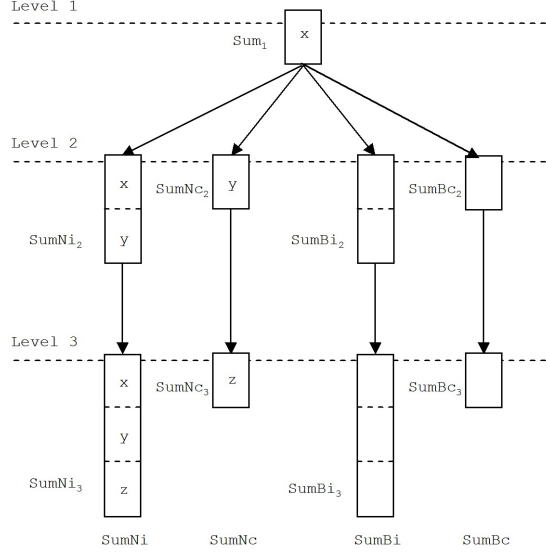 Level 1
Sum₁ x
Level 2
x SumNc₂ y SumBc₂
SumNi₂ y SumBi₂
Level 3
x SumNc₃ z SumBc₃
y
SumNi₃ z SumBi₃
SumNi SumNc SumBi SumBc